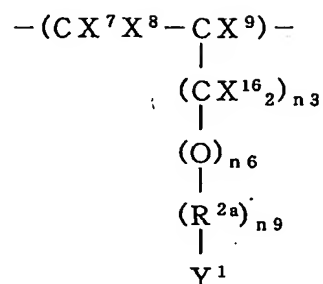 －(CX⁷X⁸－CX⁹)－
(CX¹⁶₂)n3
(O)n6
(R²ᵃ)n9
Y¹